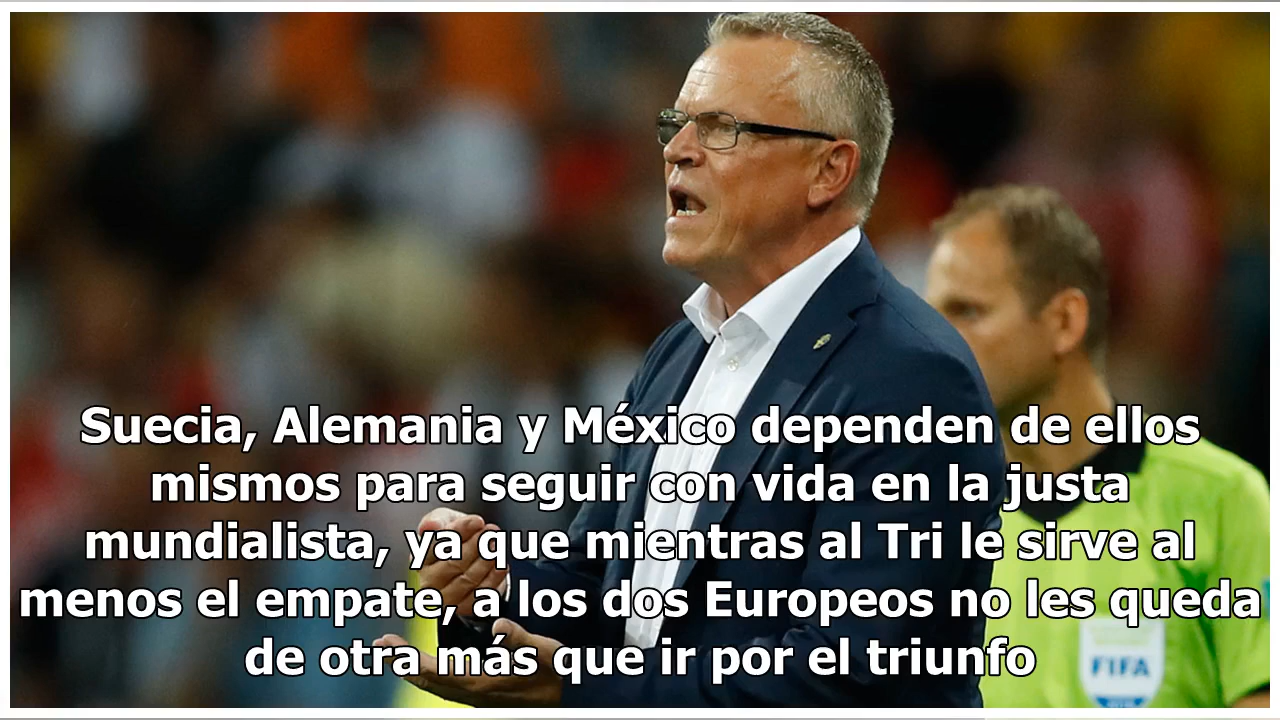 Suecia, Alemania y México dependen de ellos
mismos para seguir con vida en la justa
mundialista, ya que mientras al Tri le sirve al
menos el empate, a los dos Europeos no les queda
de otra más que ir por el triunfo
FIFA